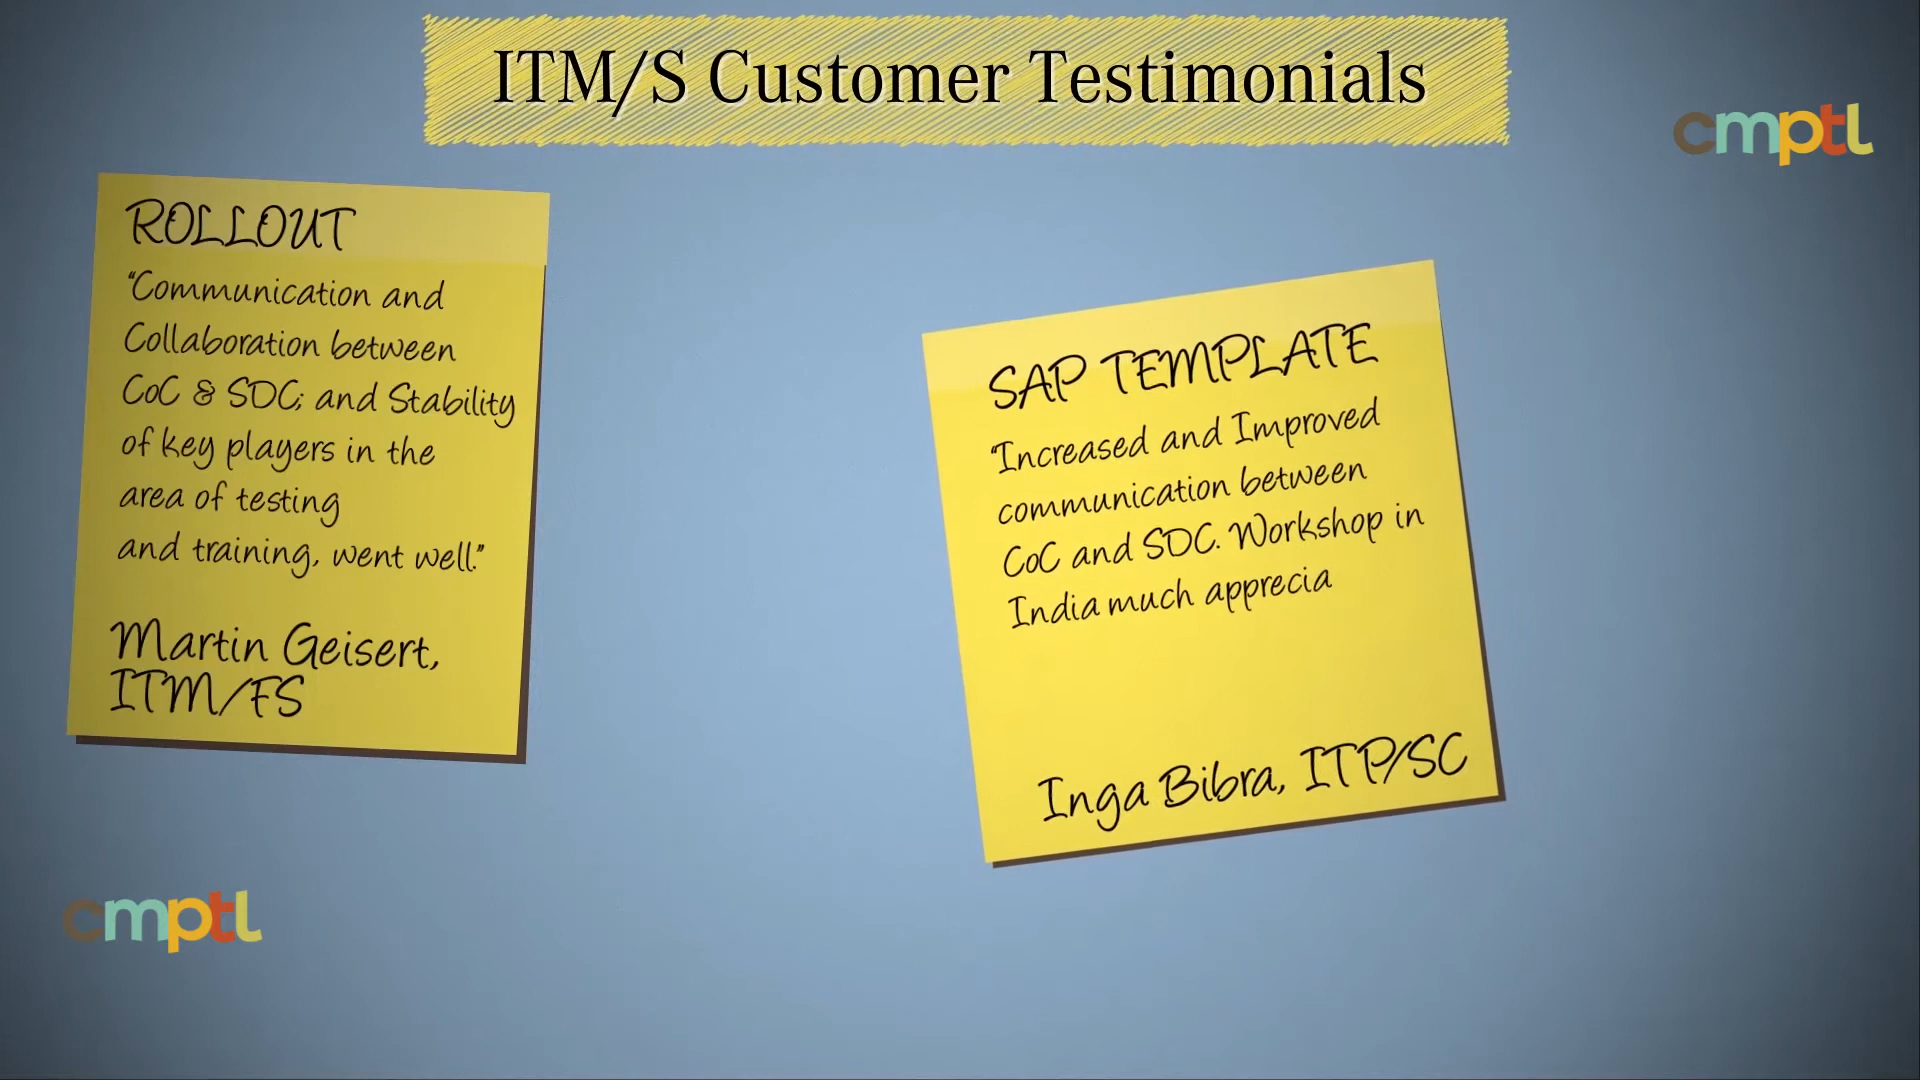 ITM/S Customer Testimonials
cmptl
ROLLOUT
"Communication and
Collaboration between
CoC & SDC; and Stability
of key players in the
area of testing
and training, went well."
Martin Geisert,
ITM/FS
SAP TEMPLATE
"Increased and Improved
communication between
CoC and SDC. Workshop in
India much apprecia
Inga Bibra, ITP/SC
cmptl